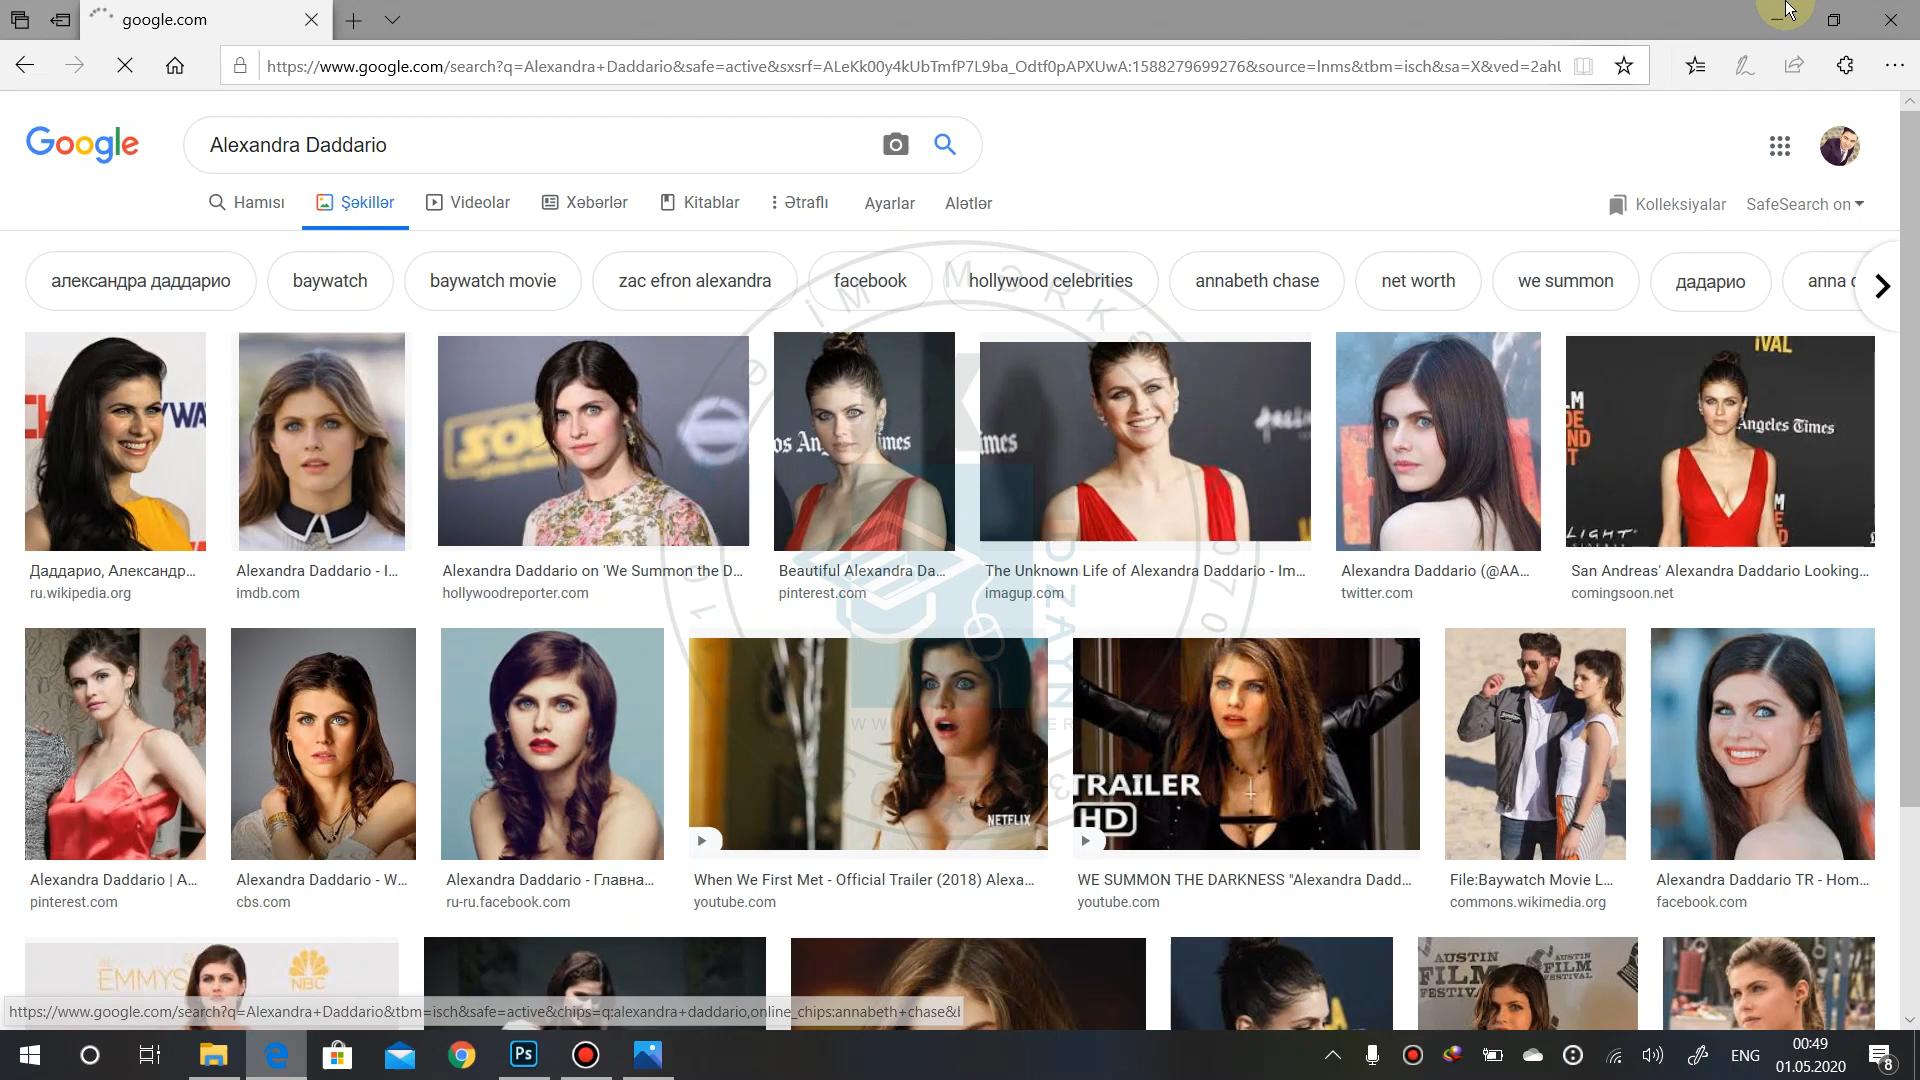 google.com
https://www.google.com/search?q=Alexandra+Daddario&safe=active&sxsrf=ALeKk00y4kUbTmfP7L9ba_Odtf0pAPXUwA:1588279699276&source=lnms&tbm=isch&sa=X&ved=2ahU
Google
Alexandra Daddario
Hamısı Şəkillər Videolar Xəbərlər Kitablar Ətraflı Ayarlar Alətlər Kolleksiyalar SafeSearch on
александра даддарио baywatch baywatch movie zac efron alexandra facebook hollywood celebrities annabeth chase net worth we summon дадарио anna
Los Angeles Times
IVAL
Angeles Times
Даддарио, Александр... Alexandra Daddario - I... Alexandra Daddario on 'We Summon the D... Beautiful Alexandra Da... The Unknown Life of Alexandra Daddario - Im... Alexandra Daddario (@AA... San Andreas' Alexandra Daddario Looking...
ru.wikipedia.org imdb.com hollywoodreporter.com pinterest.com imagup.com twitter.com comingsoon.net
NETFLIX
TRAILER
HD
Alexandra Daddario | A... Alexandra Daddario - W... Alexandra Daddario - Главна... When We First Met - Official Trailer (2018) Alexa... WE SUMMON THE DARKNESS "Alexandra Dadd... File:Baywatch Movie L... Alexandra Daddario TR - Hom...
pinterest.com cbs.com ru-ru.facebook.com youtube.com youtube.com commons.wikimedia.org facebook.com
EMMYS
NBC
AUSTIN FILM FESTIVAL
AUSTIN FILM FESTIVAL
https://www.google.com/search?q=Alexandra+Daddario&tbm=isch&safe=active&chips=q:alexandra+daddario,online_chips:annabeth+chase&
Ps
ENG
00:49
01.05.2020
8